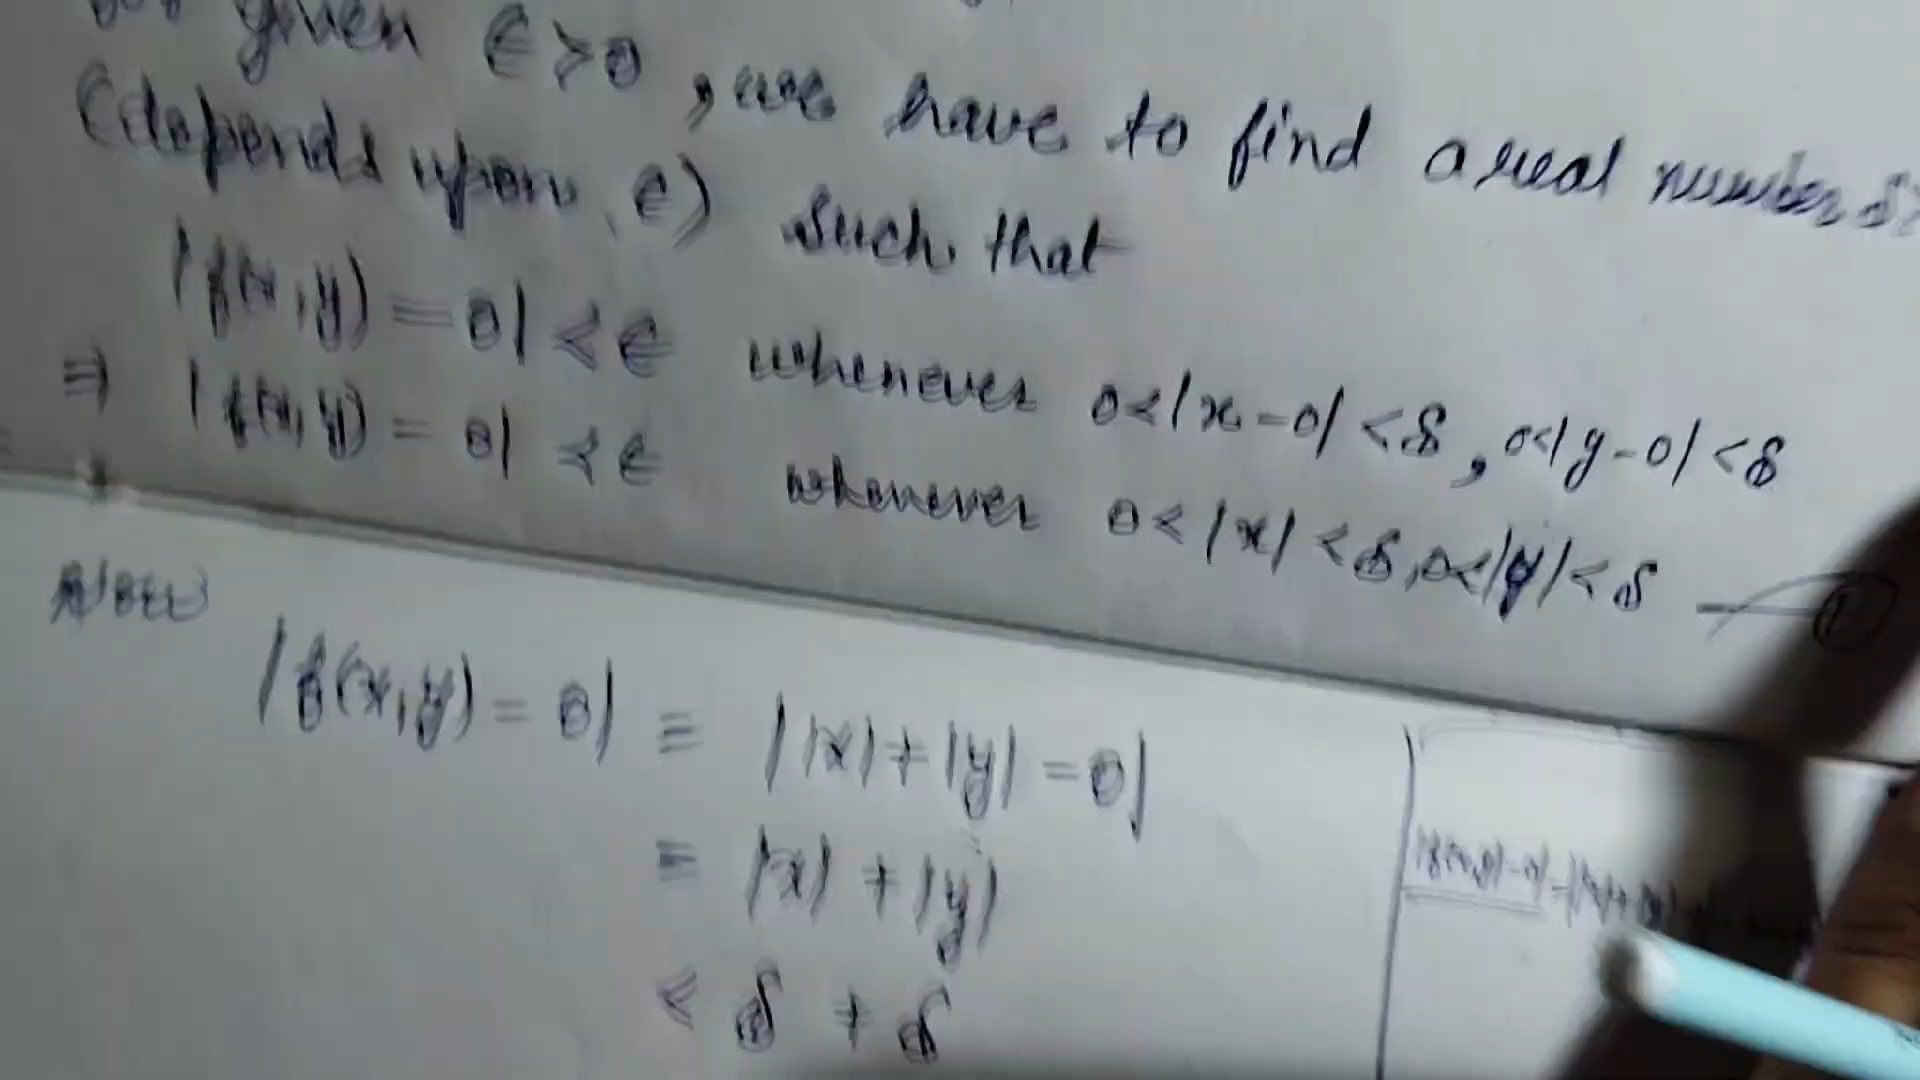 given ∈>0, we have to find a real number δ>
(depends upon ∈) such that
|f(x,y)-0| < ∈ whenever 0<|x-0|<δ, 0<|y-0|<δ
⇒ |f(x,y)-0| < ∈ whenever 0<|x|<δ, 0<|y|<δ — ①
Now
|f(x,y)-0| = ||x|+|y|-0|
= |x|+|y|
< δ + δ
|f(x,y)-0|=||x|+|y|